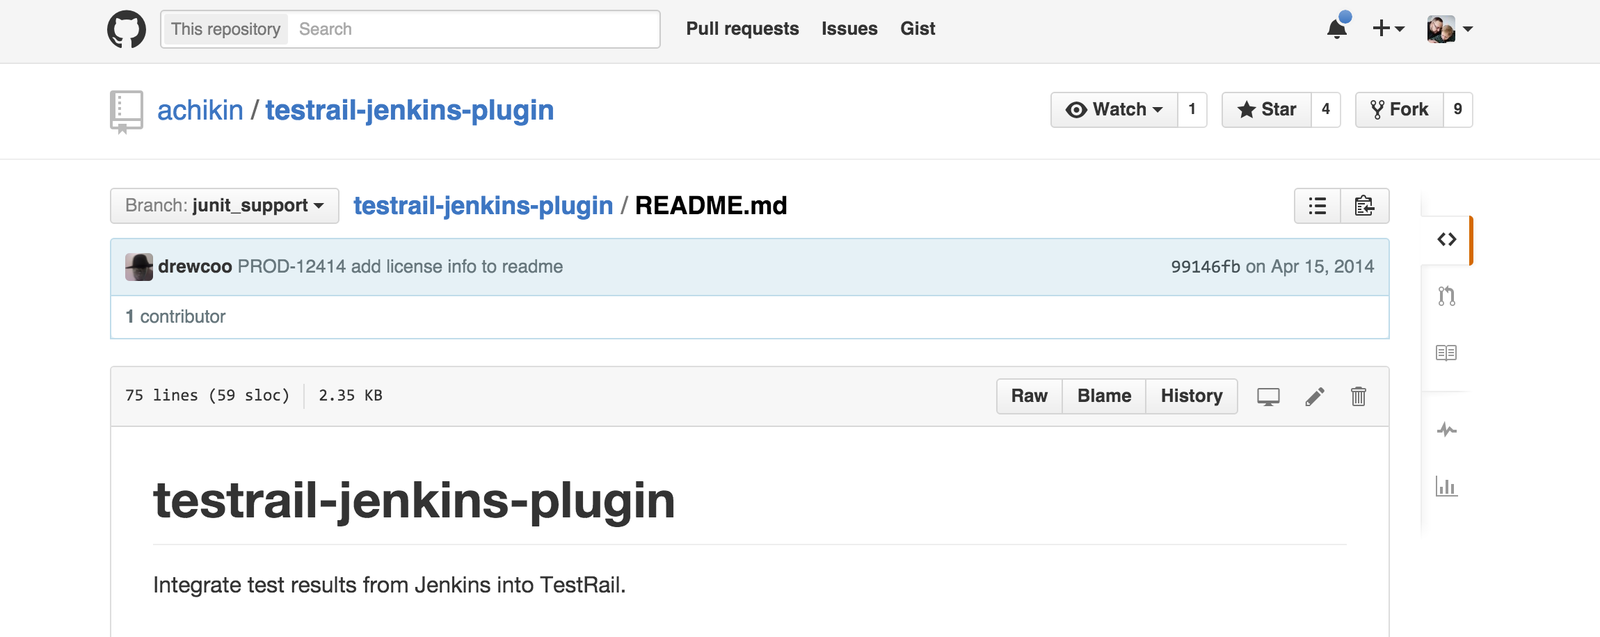 This repository Search Pull requests Issues Gist
achikin / testrail-jenkins-plugin Watch 1 Star 4 Fork 9
Branch: junit_support testrail-jenkins-plugin / README.md
drewcoo PROD-12414 add license info to readme 99146fb on Apr 15, 2014
1 contributor
75 lines (59 sloc) 2.35 KB Raw Blame History
testrail-jenkins-plugin
Integrate test results from Jenkins into TestRail.